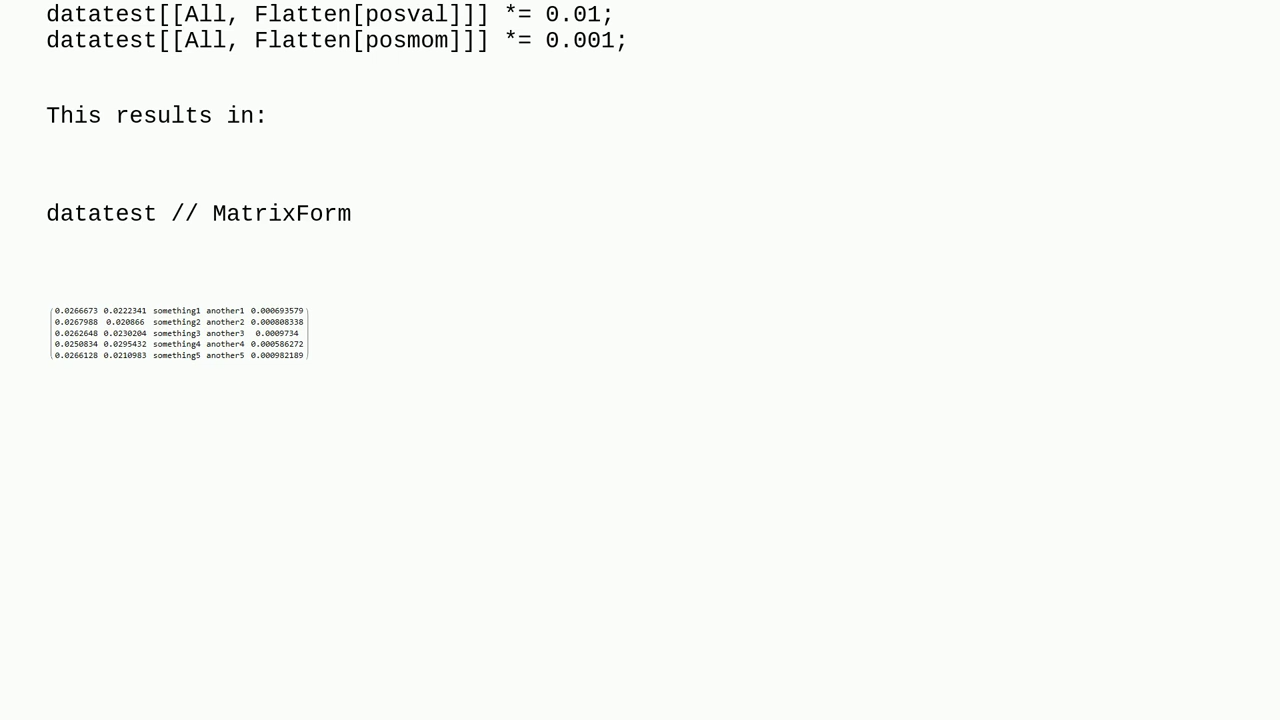 datatest[[All, Flatten[posval]]] *= 0.01;
datatest[[All, Flatten[posmom]]] *= 0.001;
This results in:
datatest // MatrixForm
0.0266673 0.0222341 something1 another1 0.000693579
0.0267988 0.020866 something2 another2 0.000808338
0.0262648 0.0230204 something3 another3 0.0009734
0.0250834 0.0295432 something4 another4 0.000586272
0.0266128 0.0210983 something5 another5 0.000982189